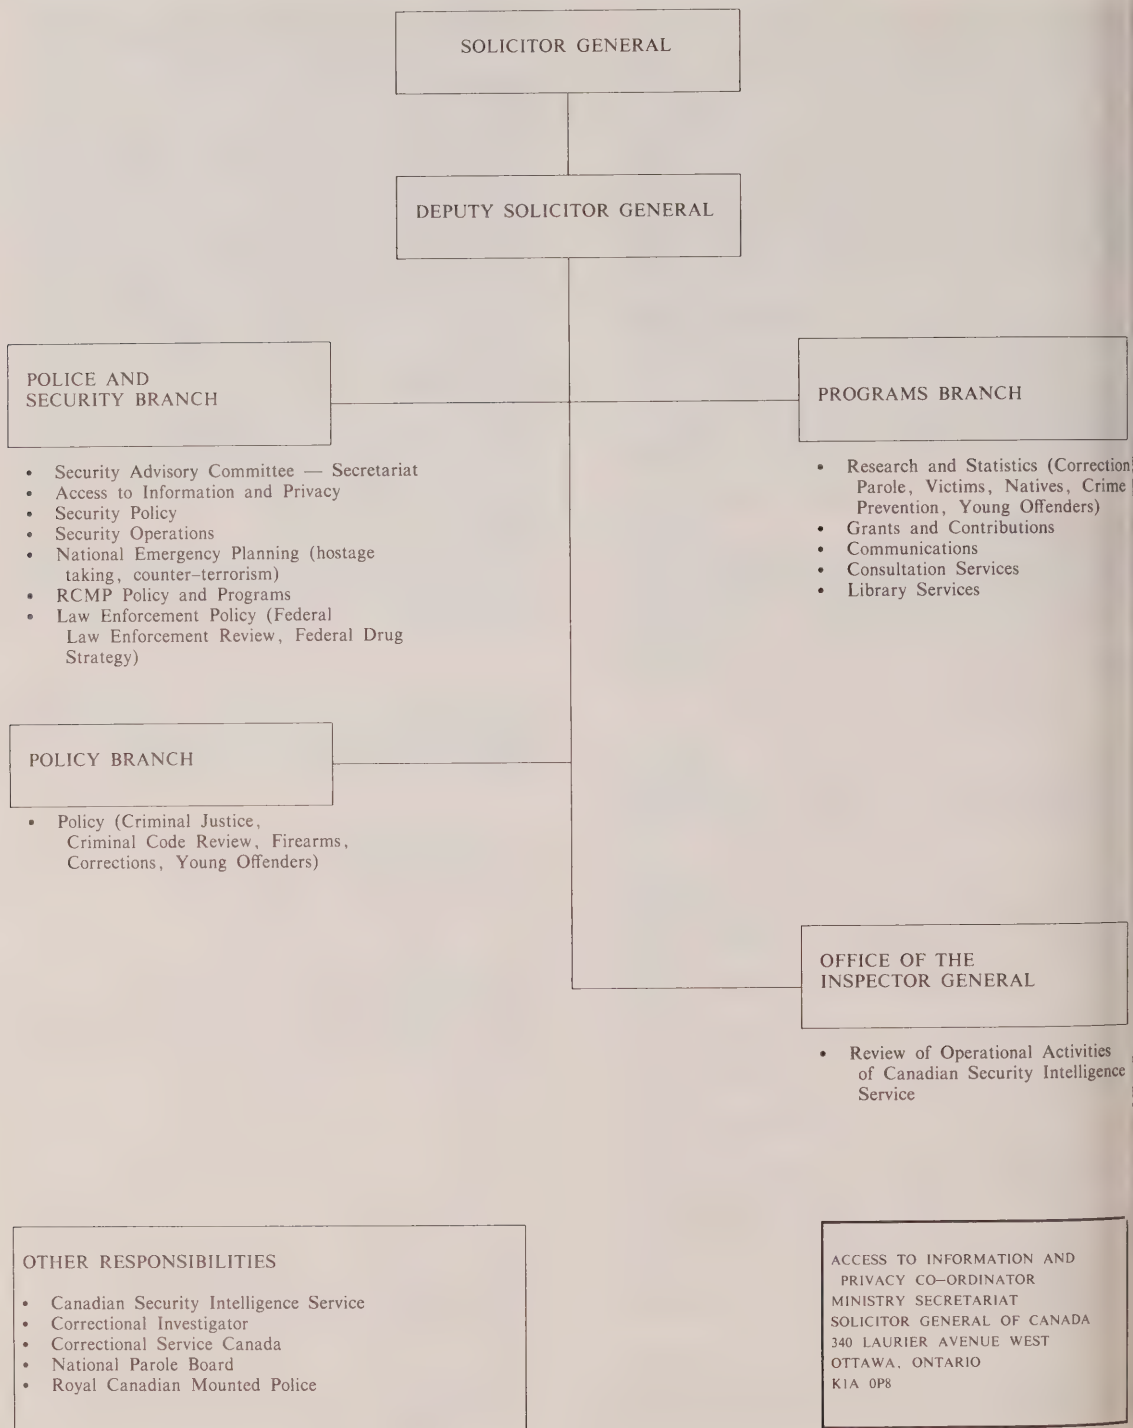 SOLICITOR GENERAL
DEPUTY SOLICITOR GENERAL
POLICE AND
SECURITY BRANCH
• Security Advisory Committee — Secretariat
• Access to Information and Privacy
• Security Policy
• Security Operations
• National Emergency Planning (hostage
taking, counter-terrorism)
• RCMP Policy and Programs
• Law Enforcement Policy (Federal
Law Enforcement Review, Federal Drug
Strategy)
PROGRAMS BRANCH
• Research and Statistics (Correction
Parole, Victims, Natives, Crime
Prevention, Young Offenders)
• Grants and Contributions
• Communications
• Consultation Services
• Library Services
POLICY BRANCH
• Policy (Criminal Justice,
Criminal Code Review, Firearms,
Corrections, Young Offenders)
OFFICE OF THE
INSPECTOR GENERAL
• Review of Operational Activities
of Canadian Security Intelligence
Service
OTHER RESPONSIBILITIES
• Canadian Security Intelligence Service
• Correctional Investigator
• Correctional Service Canada
• National Parole Board
• Royal Canadian Mounted Police
ACCESS TO INFORMATION AND
PRIVACY CO-ORDINATOR
MINISTRY SECRETARIAT
SOLICITOR GENERAL OF CANADA
340 LAURIER AVENUE WEST
OTTAWA, ONTARIO
K1A 0P8